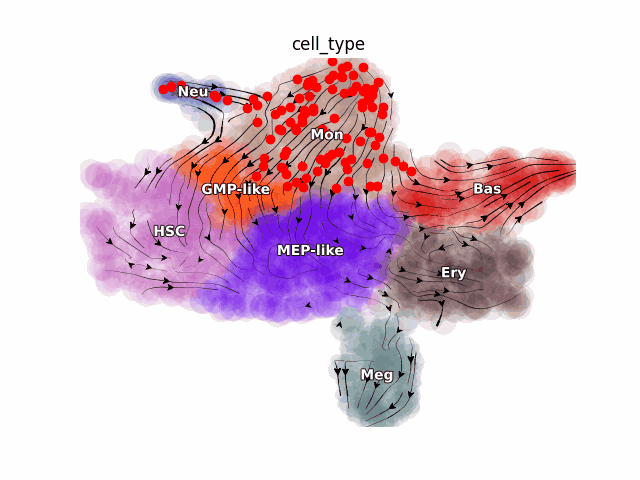 cell_type
Neu
Mon
GMP-like
Bas
HSC
MEP-like
Ery
Meg